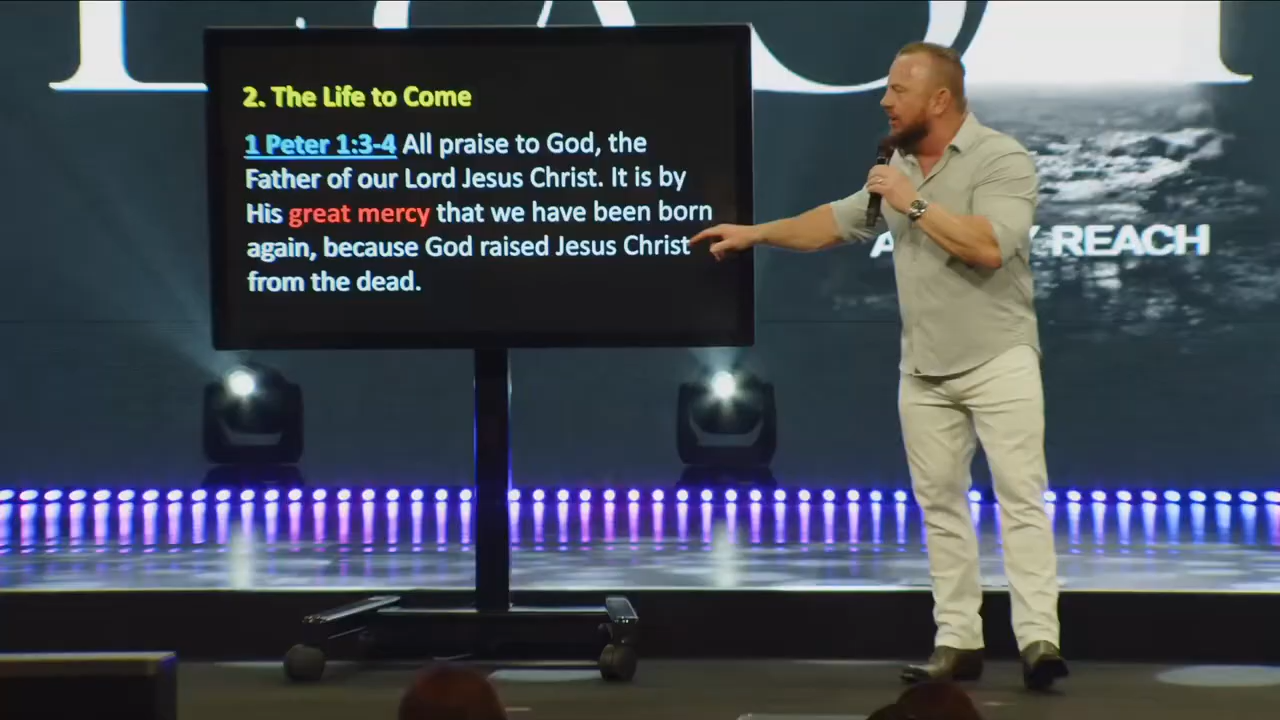 2. The Life to Come
1 Peter 1:3-4 All praise to God, the
Father of our Lord Jesus Christ. It is by
His great mercy that we have been born
again, because God raised Jesus Christ
from the dead.
REACH